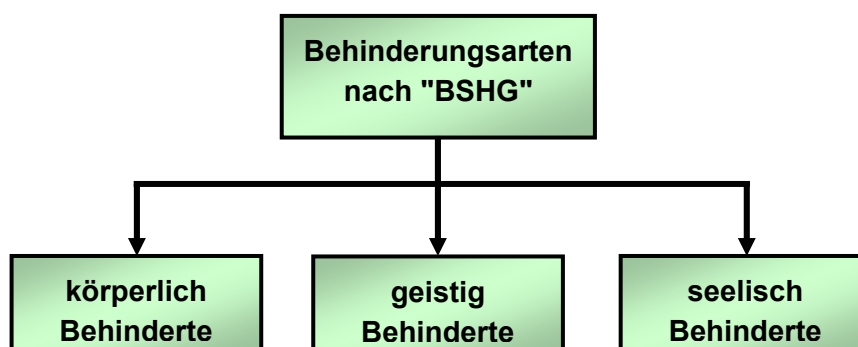 Behinderungsarten
nach "BSHG"
körperlich
Behinderte
geistig
Behinderte
seelisch
Behinderte